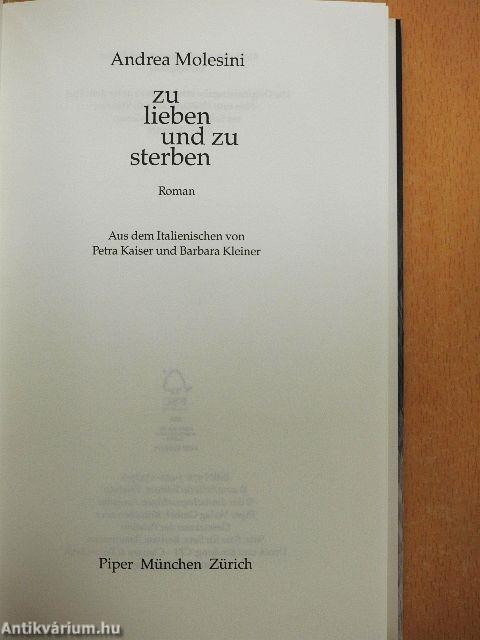 Andrea Molesini
zu
lieben
und zu
sterben
Roman
Aus dem Italienischen von
Petra Kaiser und Barbara Kleiner
Piper München Zürich
Antikvárium.hu